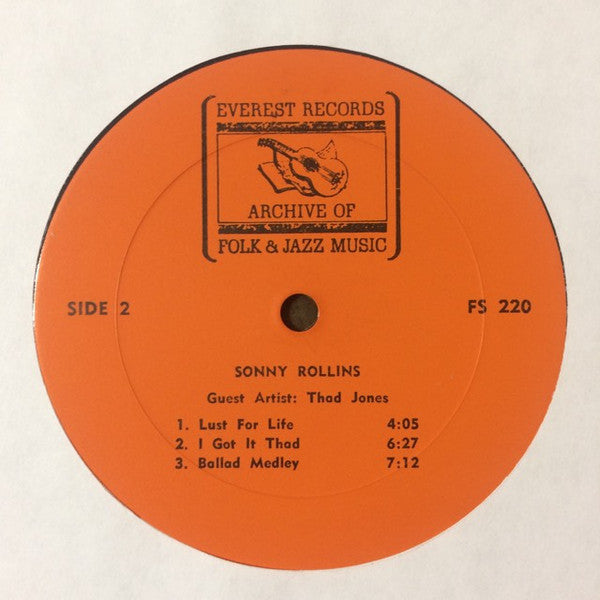 EVEREST RECORDS
ARCHIVE OF
FOLK & JAZZ MUSIC
SIDE 2 FS 220
SONNY ROLLINS
Guest Artist: Thad Jones
1. Lust For Life 4:05
2. I Got It Thad 6:27
3. Ballad Medley 7:12